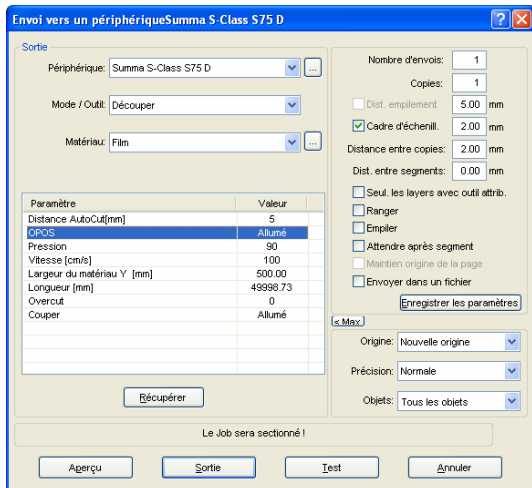 Envoi vers un périphériqueSumma S-Class S75 D
Sortie
Périphérique: Summa S-Class S75 D ...
Mode / Outil: Découper
Matériau: Film ...
Paramètre Valeur
Distance AutoCut[mm] 5
OPOS Allumé
Pression 90
Vitesse [cm/s] 100
Largeur du matériau Y [mm] 500.00
Longueur [mm] 49998.73
Overcut 0
Couper Allumé
Récupérer
Nombre d'envois: 1
Copies: 1
Dist. empilement 5.00 mm
Cadre d'échenill. 2.00 mm
Distance entre copies: 2.00 mm
Dist. entre segments: 0.00 mm
Seul. les layers avec outil attrib.
Ranger
Empiler
Attendre après segment
Maintien origine de la page
Envoyer dans un fichier
Enregistrer les paramètres
< Max
Origine: Nouvelle origine
Précision: Normale
Objets: Tous les objets
Le Job sera sectionné !
Aperçu Sortie Test Annuler